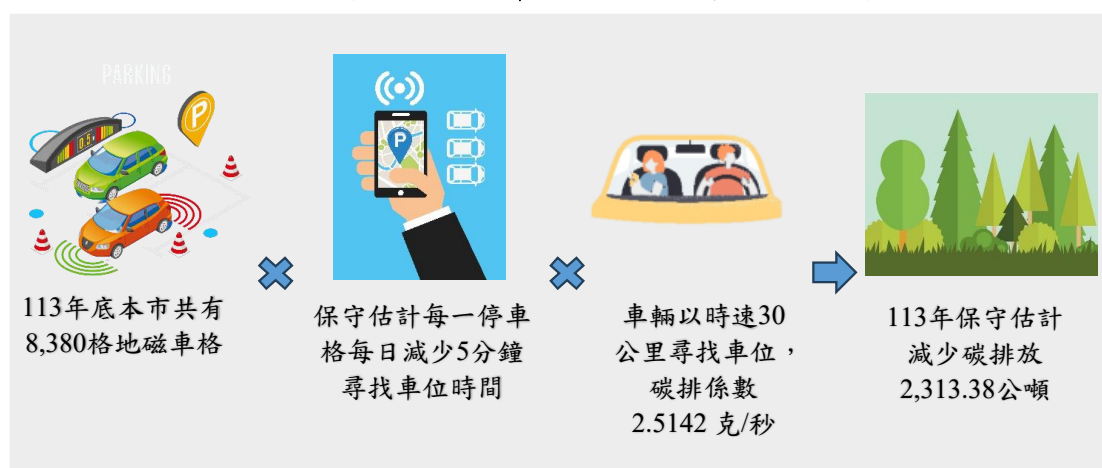 PARKING
P
0.5
P
113年底本市共有
8,380格地磁車格
保守估計每一停車
格每日減少5分鐘
尋找車位時間
車輛以時速30
公里尋找車位，
碳排係數
2.5142 克/秒
113年保守估計
減少碳排放
2,313.38公噸